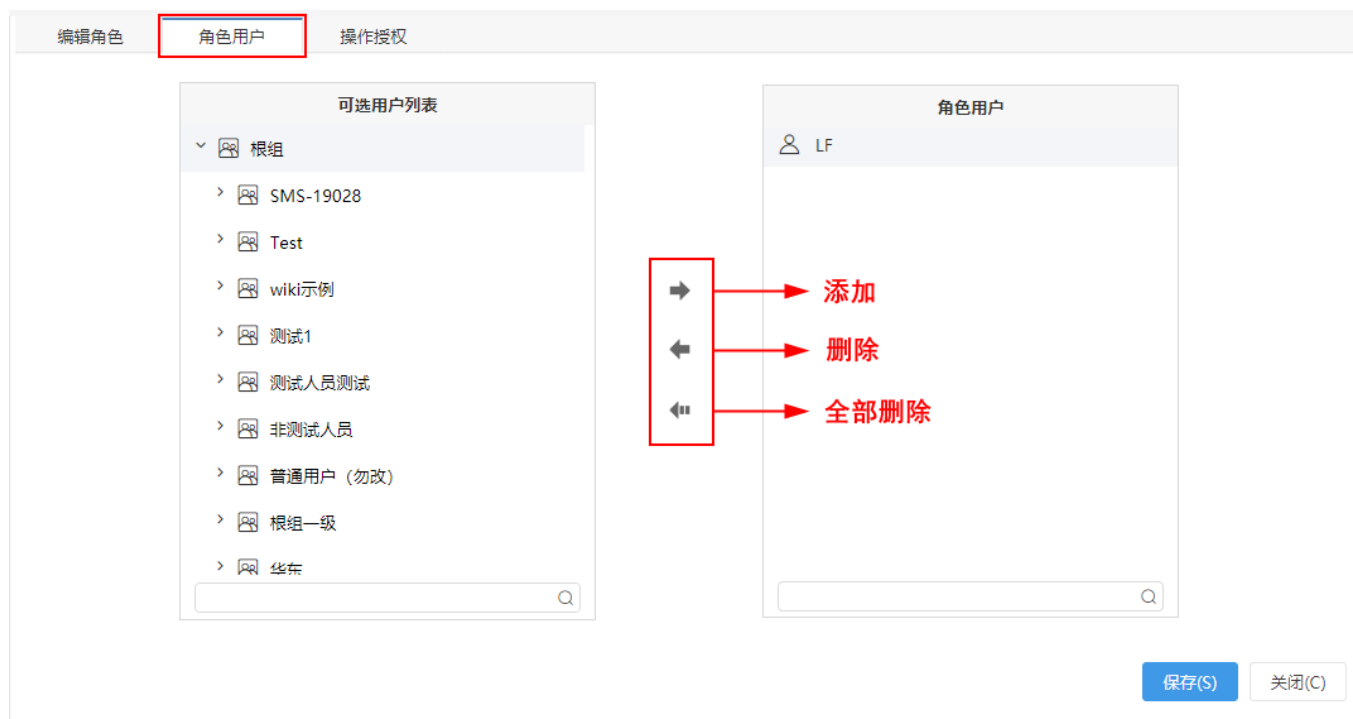 编辑角色 角色用户 操作授权
可选用户列表
根组
SMS-19028
Test
wiki示例
测试1
测试人员测试
非测试人员
普通用户（勿改）
根组一级
华东
角色用户
LF
添加
删除
全部删除
保存(S) 关闭(C)